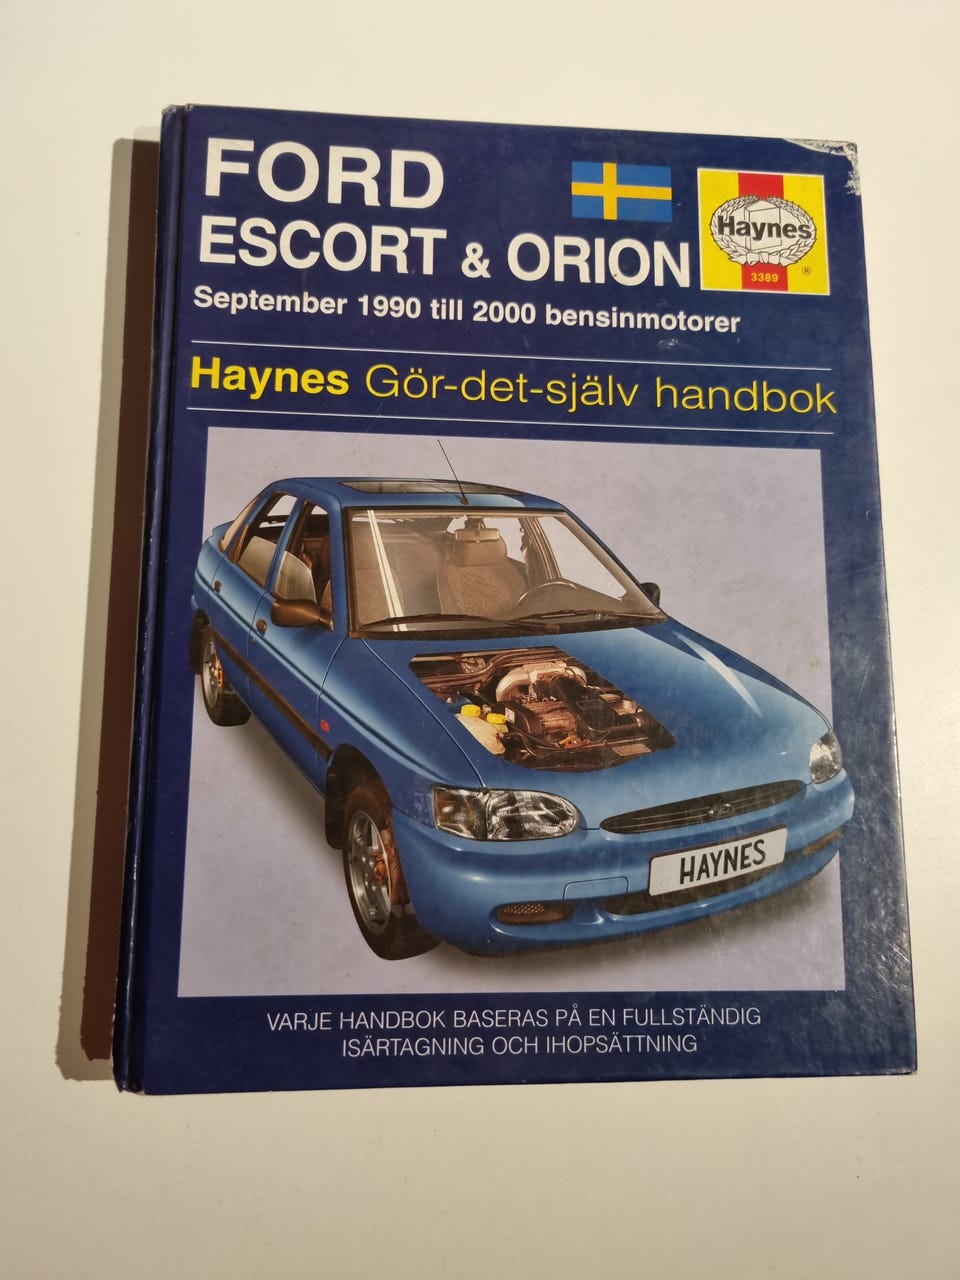 FORD
ESCORT & ORION
Haynes
®
3389
September 1990 till 2000 bensinmotorer
Haynes Gör-det-själv handbok
HAYNES
VARJE HANDBOK BASERAS PÅ EN FULLSTÄNDIG
ISÄRTAGNING OCH IHOPSÄTTNING